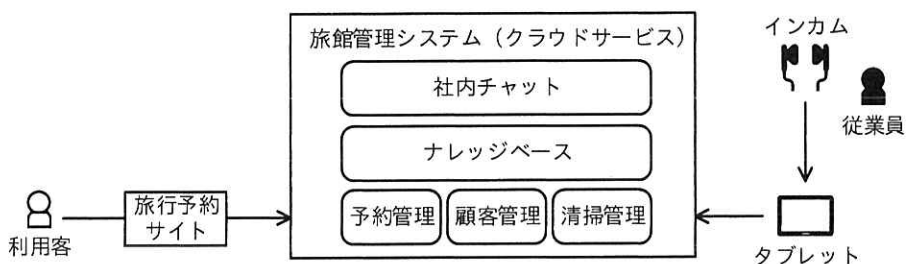 旅館管理システム（クラウドサービス）
社内チャット
ナレッジベース
予約管理
顧客管理
清掃管理
利用客
旅行予約
サイト
インカム
従業員
タブレット